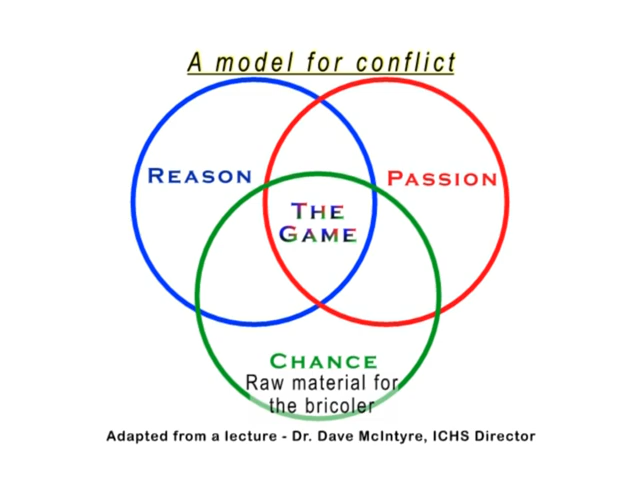 A model for conflict
REASON
PASSION
THE
GAME
CHANCE
Raw material for
the bricoler
Adapted from a lecture - Dr. Dave McIntyre, ICHS Director